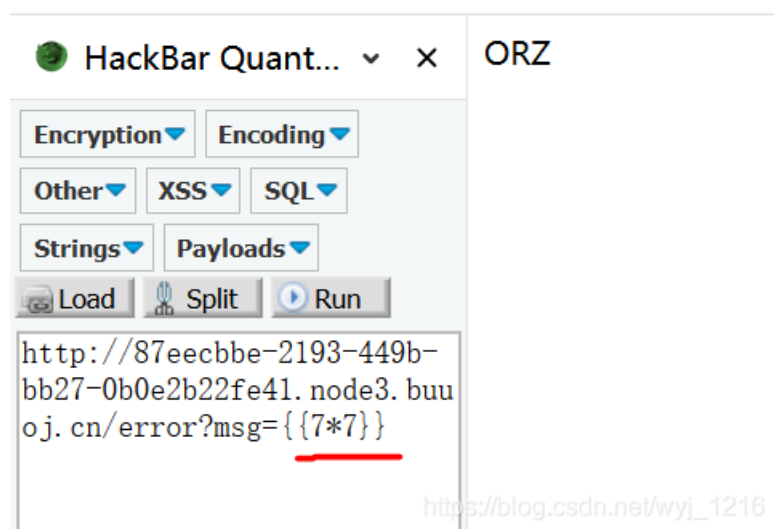 HackBar Quant...
ORZ
Encryption
Encoding
Other
XSS
SQL
Strings
Payloads
Load
Split
Run
http://87eecbbe-2193-449b-
bb27-0b0e2b22fe41.node3.buu
oj.cn/error?msg={{7*7}}
https://blog.csdn.net/wyj_1216